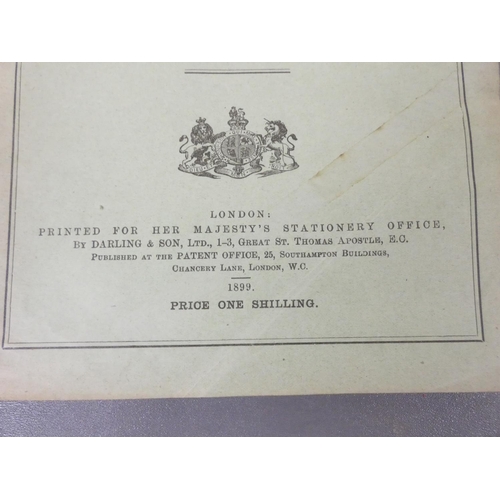 LONDON:
PRINTED FOR HER MAJESTY'S STATIONERY OFFICE,
BY DARLING & SON, LTD., 1-3, GREAT ST. THOMAS APOSTLE, E.C.
PUBLISHED AT THE PATENT OFFICE, 25, SOUTHAMPTON BUILDINGS,
CHANCERY LANE, LONDON, W.C.
1899.
PRICE ONE SHILLING.